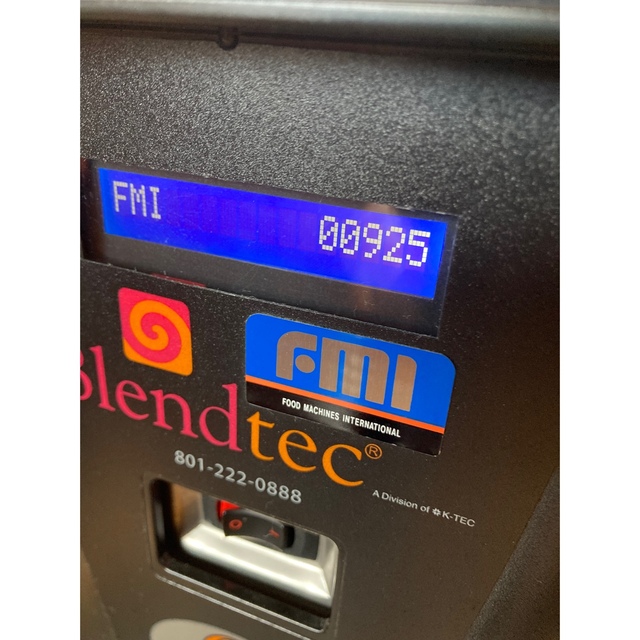 FMI 00925
FMI
FOOD MACHINES INTERNATIONAL
Blendtec®
801-222-0888
A Division of K-TEC